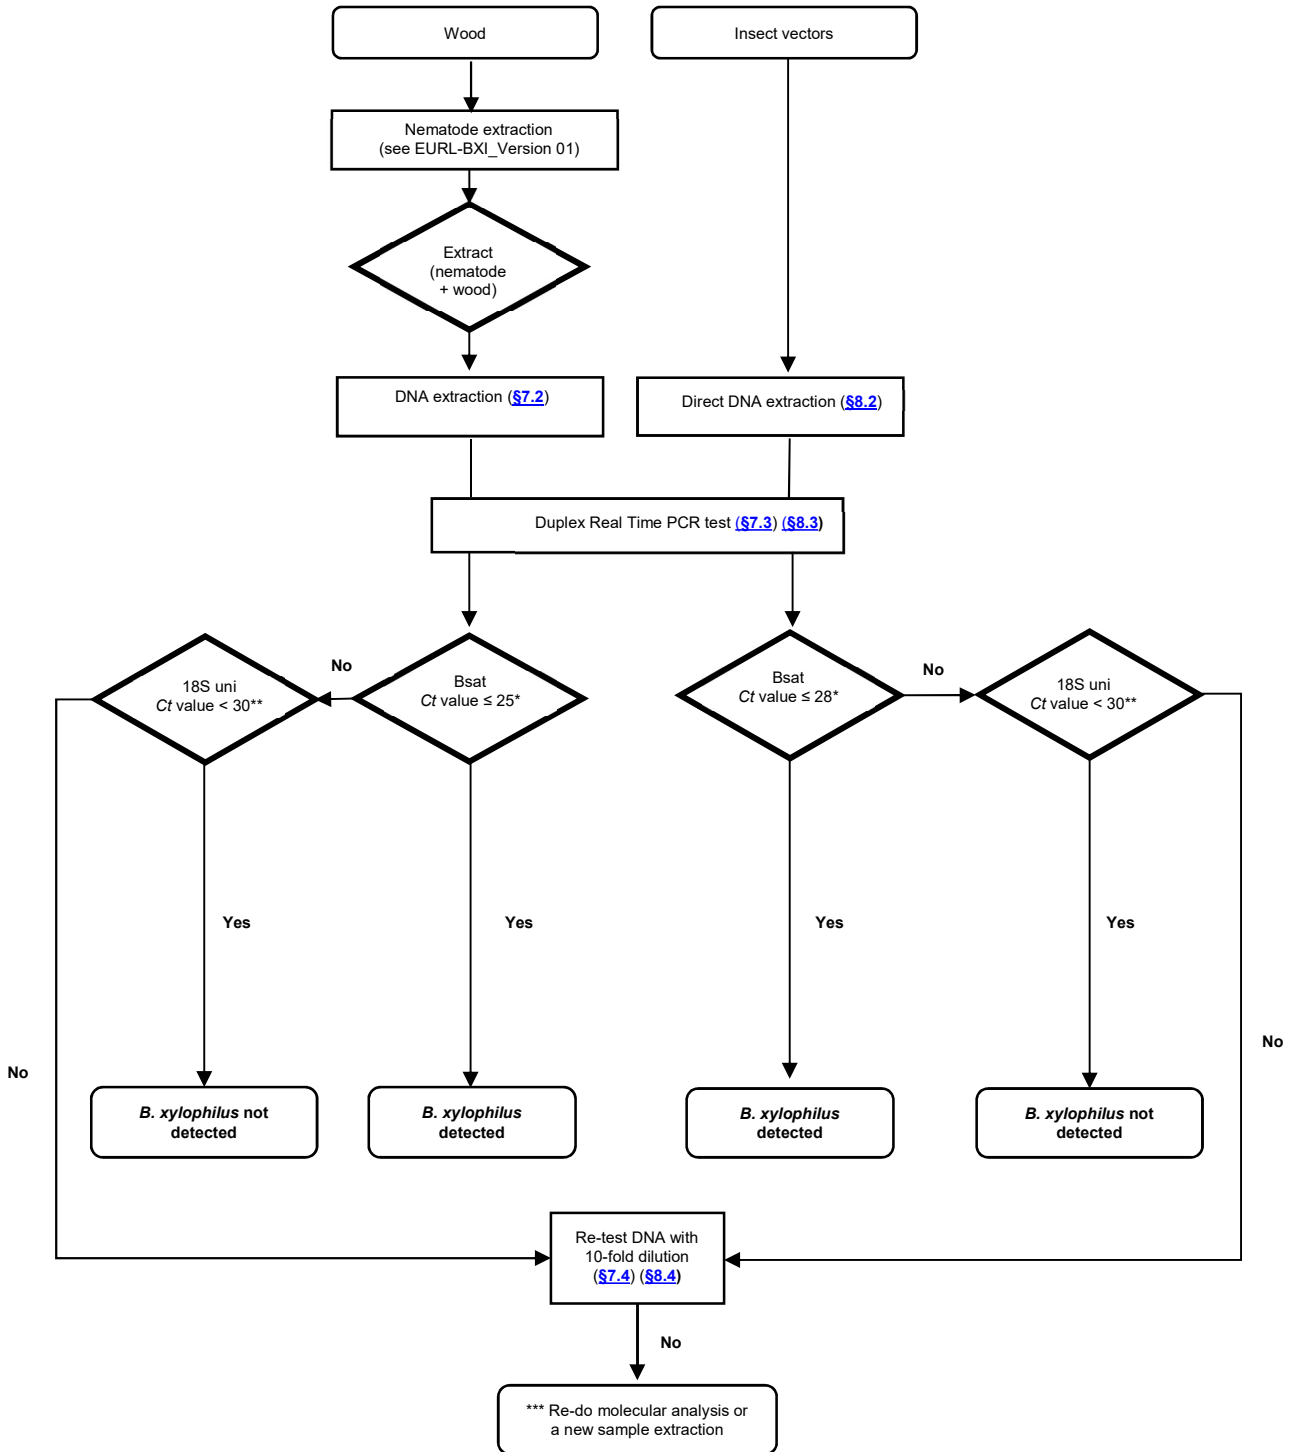 Wood
Insect vectors
Nematode extraction
(see EURL-BXI_Version 01)
Extract
(nematode
+ wood)
DNA extraction (§7.2)
Direct DNA extraction (§8.2)
Duplex Real Time PCR test (§7.3) (§8.3)
18S uni
Ct value < 30**
No
Bsat
Ct value ≤ 25*
Bsat
Ct value ≤ 28*
No
18S uni
Ct value < 30**
Yes
Yes
Yes
Yes
No
No
B. xylophilus not
detected
B. xylophilus
detected
B. xylophilus
detected
B. xylophilus not
detected
Re-test DNA with
10-fold dilution
(§7.4) (§8.4)
No
*** Re-do molecular analysis or
a new sample extraction